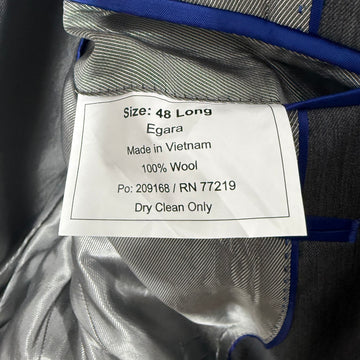 Size: 48 Long
Egara
Made in Vietnam
100% Wool
Po: 209168 / RN 77219
Dry Clean Only